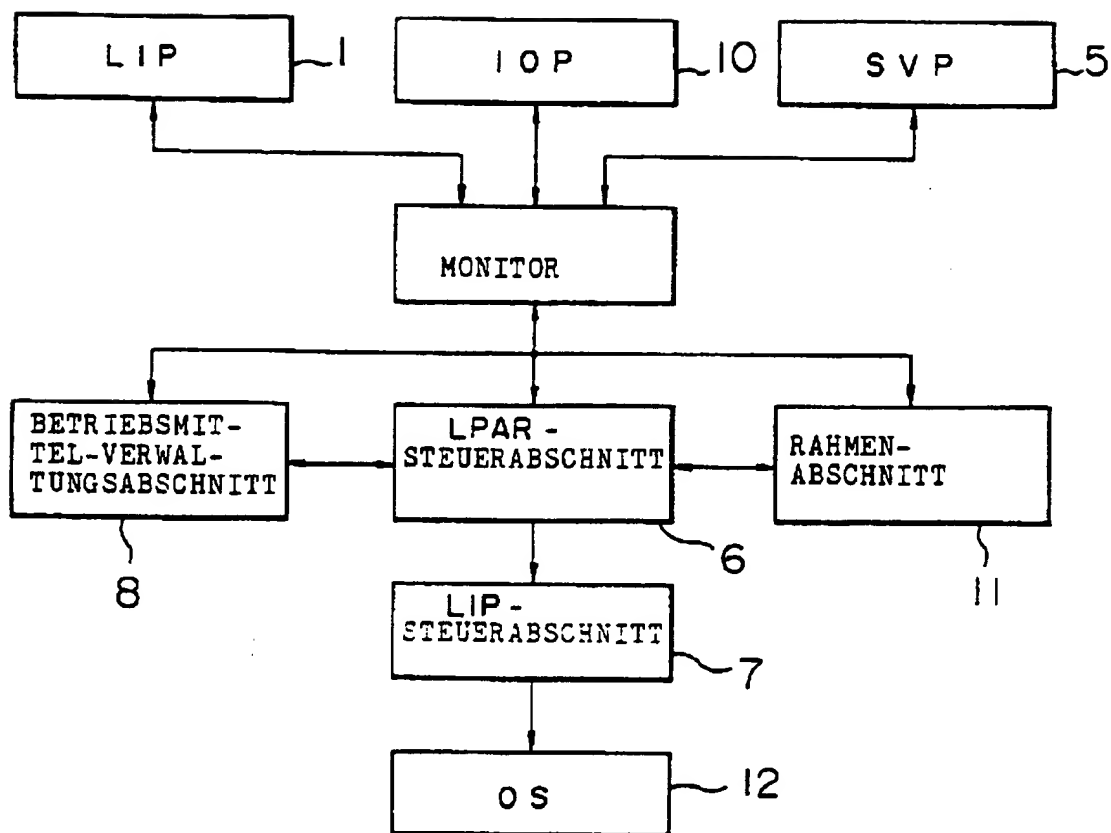 LIP
1
IOP
10
SVP
5
MONITOR
BETRIEBSMIT-
TEL-VERWAL-
TUNGSABSCHNITT
8
LPAR-
STEUERABSCHNITT
6
RAHMEN-
ABSCHNITT
11
LIP-
STEUERABSCHNITT
7
OS
12